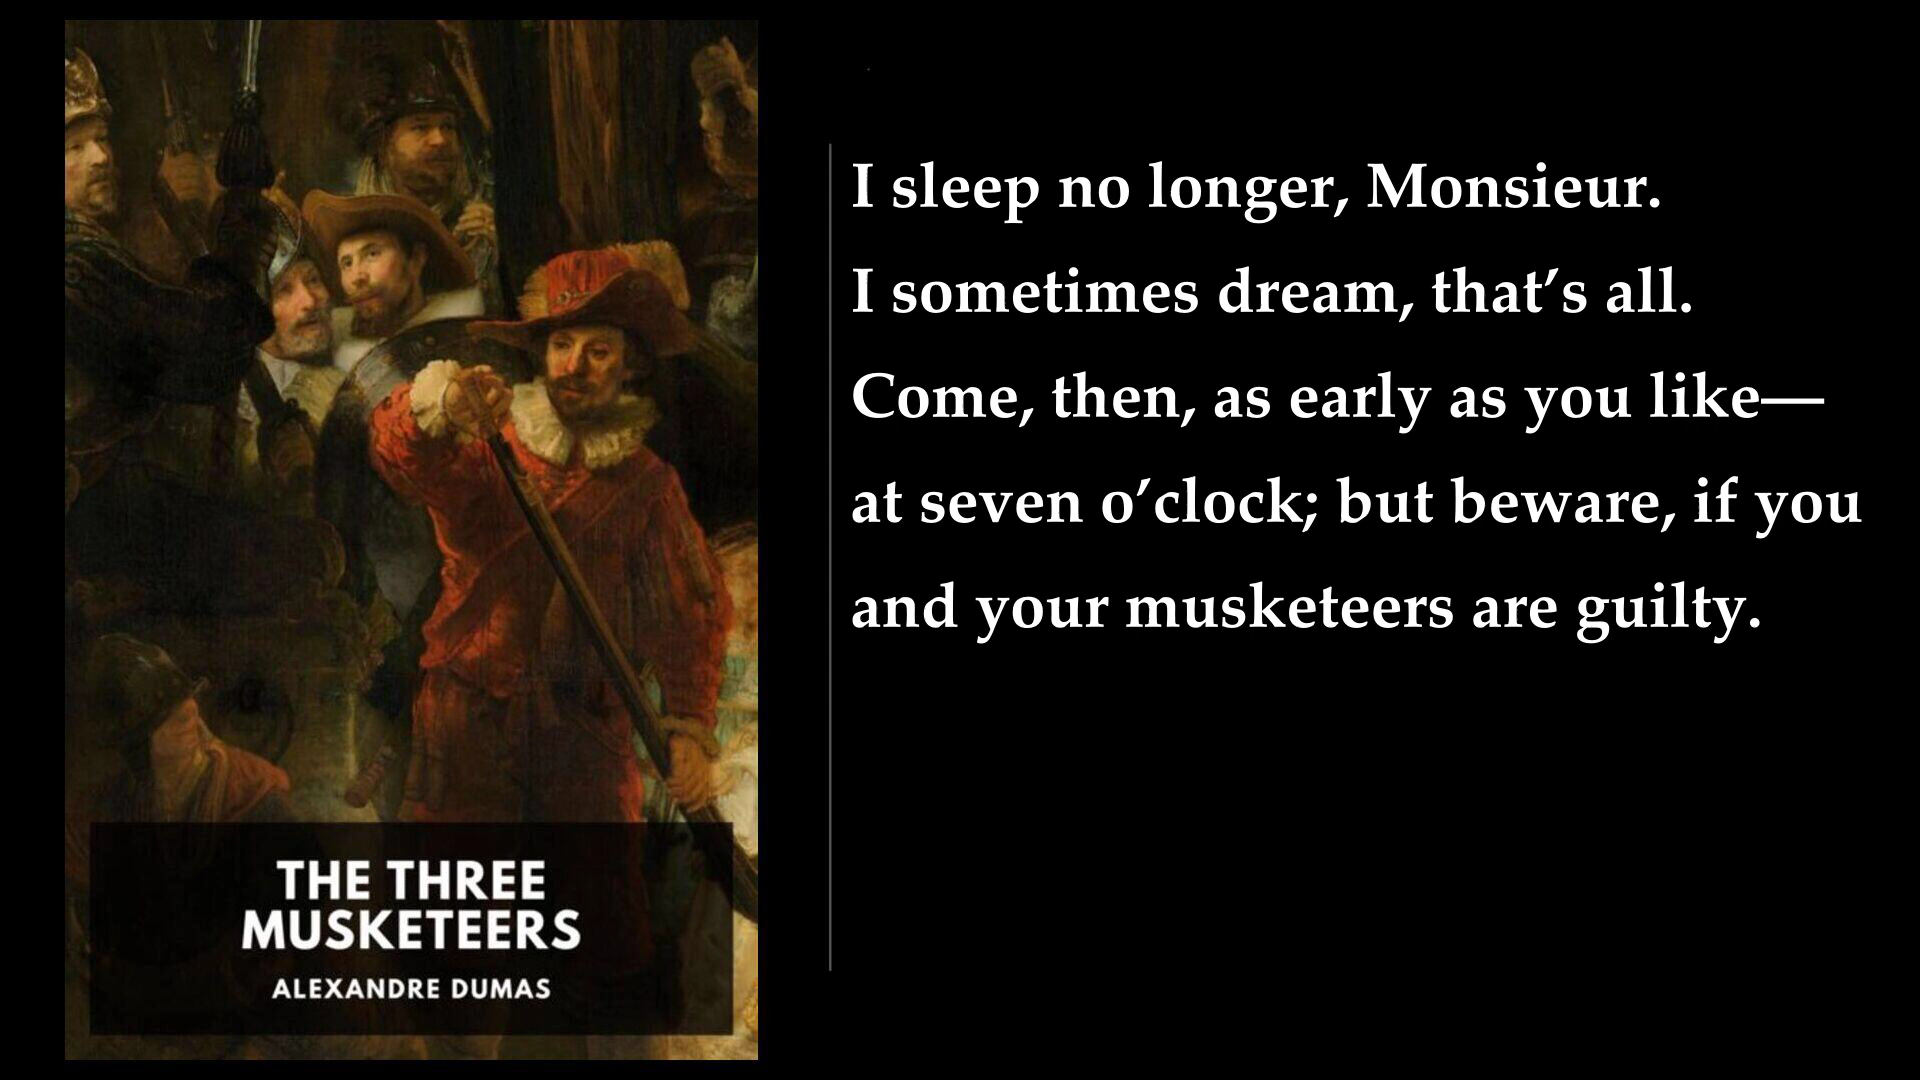 THE THREE
MUSKETEERS
ALEXANDRE DUMAS
I sleep no longer, Monsieur.
I sometimes dream, that’s all.
Come, then, as early as you like—
at seven o’clock; but beware, if you
and your musketeers are guilty.